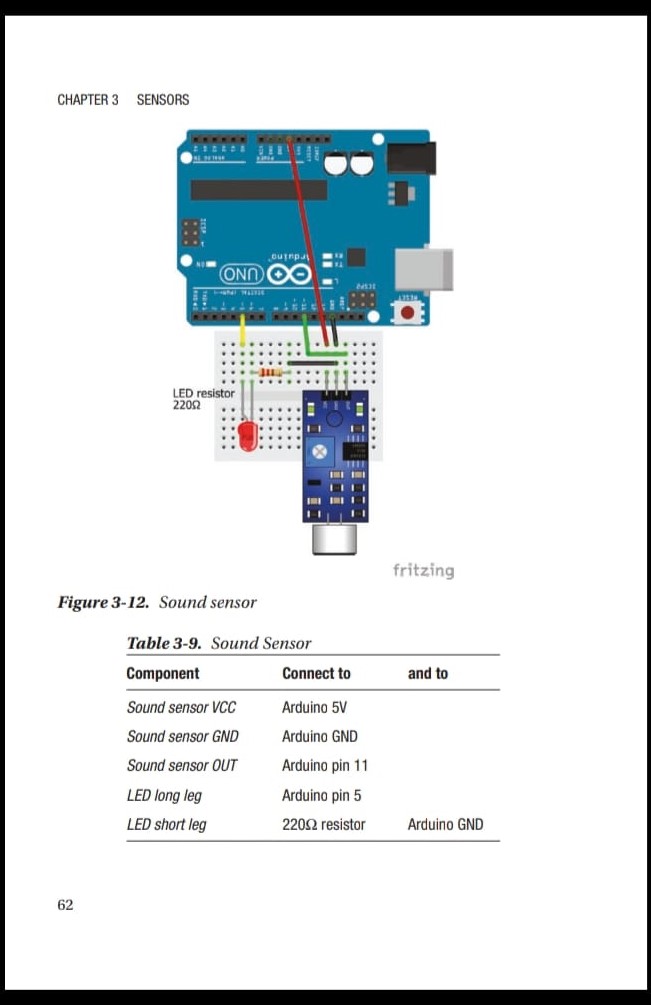 CHAPTER 3 SENSORS
UNO
Arduino
LED resistor
220Ω
fritzing
Figure 3-12. Sound sensor
Table 3-9. Sound Sensor
Component Connect to and to
Sound sensor VCC Arduino 5V
Sound sensor GND Arduino GND
Sound sensor OUT Arduino pin 11
LED long leg Arduino pin 5
LED short leg 220Ω resistor Arduino GND
62